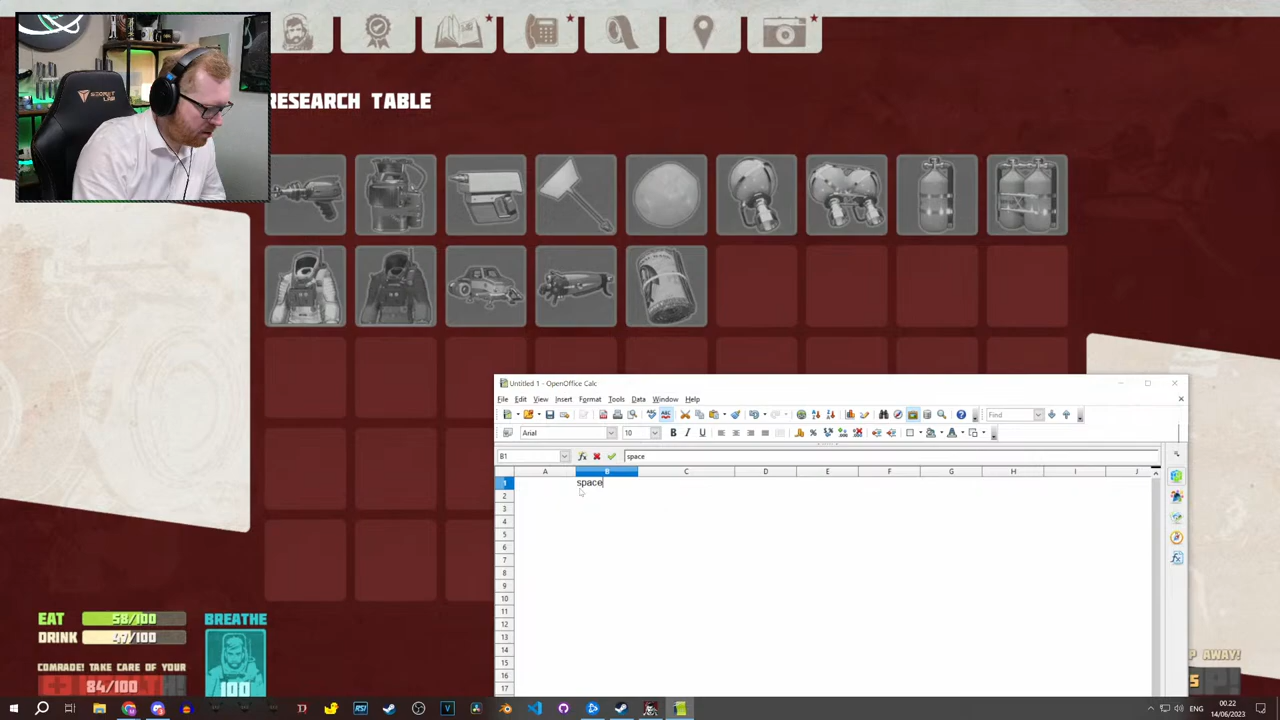 RESEARCH TABLE
Untitled 1 - OpenOffice Calc
File Edit View Insert Format Tools Data Window Help
Find
Arial 10
B1 space
A B C D E F G H I J
1 space
2
3
4
5
6
7
8
9
10
11
12
13
14
15
16
17
EAT 58/100
DRINK 47/100
BREATHE
100
COMRADE! TAKE CARE OF YOUR
84/100
P AWAY!
ENG
00.22
14/06/2023